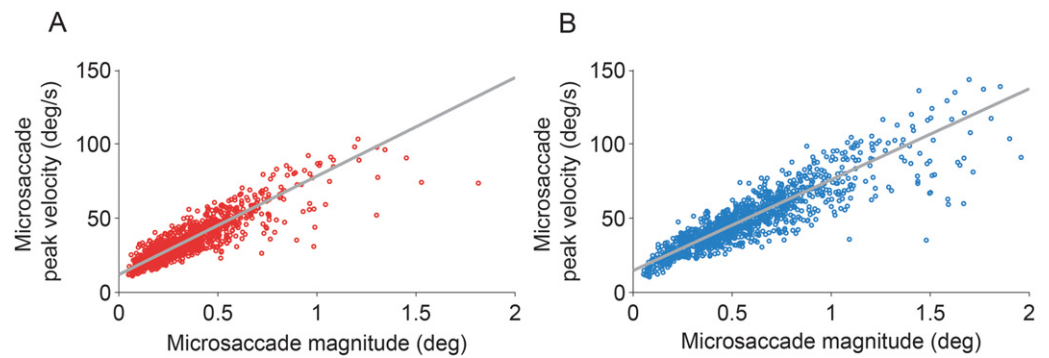 A
Microsaccade
peak velocity (deg/s)
150
100
50
0
0 0.5 1 1.5 2
Microsaccade magnitude (deg)
B
Microsaccade
peak velocity (deg/s)
150
100
50
0
0 0.5 1 1.5 2
Microsaccade magnitude (deg)